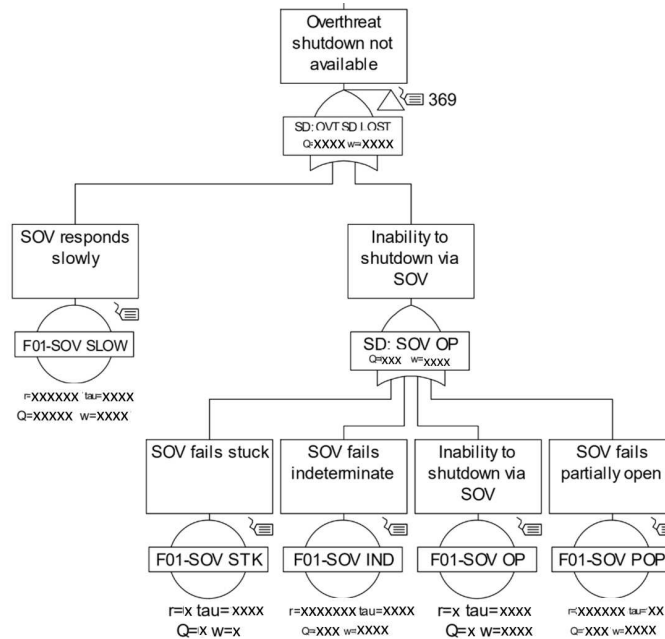 Overthreat
shutdown not
available
369
SD: OVT SD LOST
Q=XXXX w=XXXX
SOV responds
slowly
Inability to
shutdown via
SOV
F01-SOV SLOW
SD: SOV OP
Q=XXX w=XXXX
r=XXXXXX tau=XXXX
Q=XXXXX w=XXXX
SOV fails stuck
SOV fails
indeterminate
Inability to
shutdown via
SOV
SOV fails
partially open
F01-SOV STK
F01-SOV IND
F01-SOV OP
F01-SOV POP
r=x tau=xxxx
Q=x w=x
r=xxxxxxx tau=xxxx
Q=xxx w=xxxx
r=x tau=xxxx
Q=x w=xxxx
r=xxxxxx tau=xx
Q=xxx w=xxxx